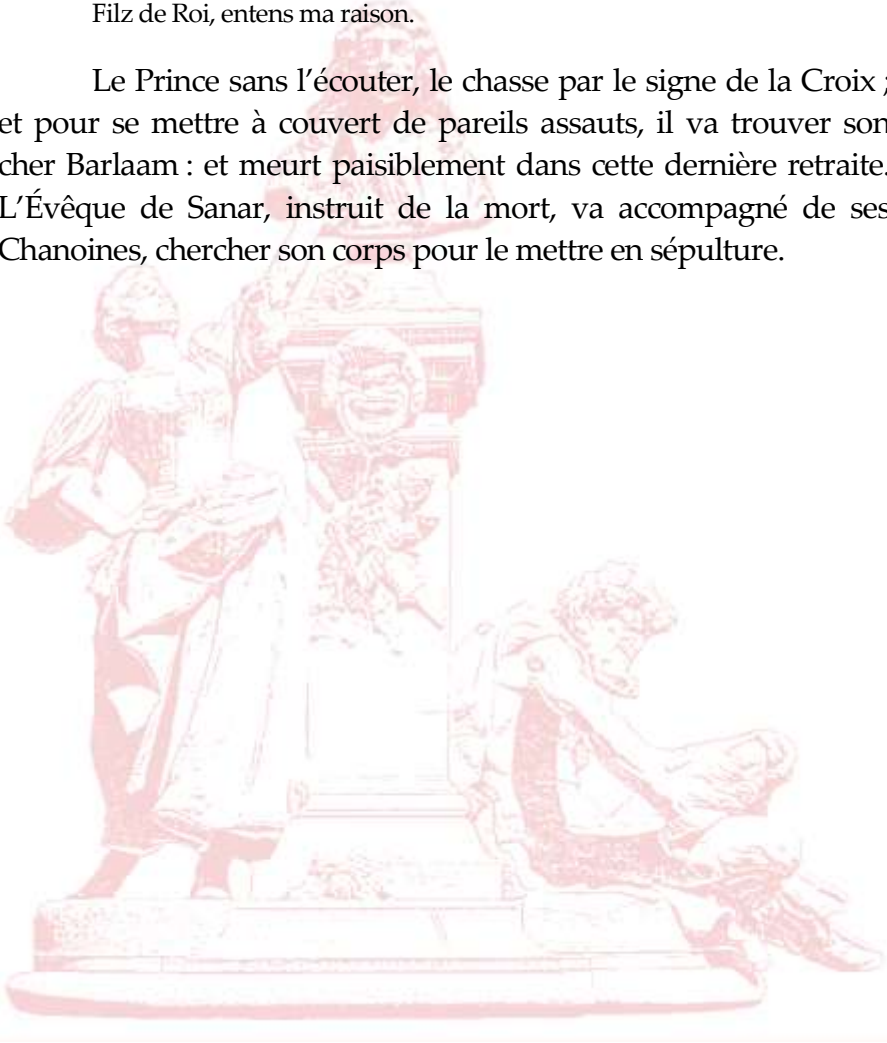 Filz de Roi, entens ma raison.
Le Prince sans l’écouter, le chasse par le signe de la Croix ;
et pour se mettre à couvert de pareils assauts, il va trouver son
cher Barlaam : et meurt paisiblement dans cette dernière retraite.
L’Évêque de Sanar, instruit de la mort, va accompagné de ses
Chanoines, chercher son corps pour le mettre en sépulture.